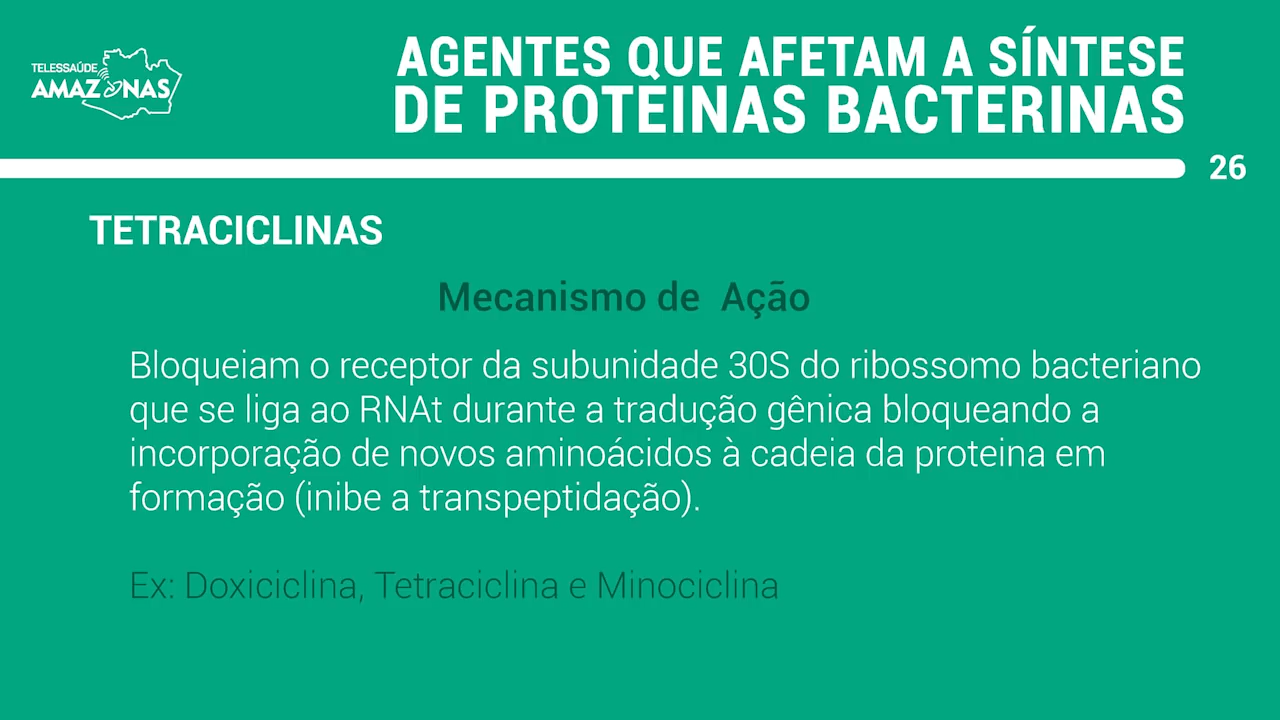 TELESSAÚDE
AMAZONAS
AGENTES QUE AFETAM A SÍNTESE
DE PROTEINAS BACTERINAS
26
TETRACICLINAS
Mecanismo de Ação
Bloqueiam o receptor da subunidade 30S do ribossomo bacteriano
que se liga ao RNAt durante a tradução gênica bloqueando a
incorporação de novos aminoácidos à cadeia da proteina em
formação (inibe a transpeptidação).
Ex: Doxiciclina, Tetraciclina e Minociclina